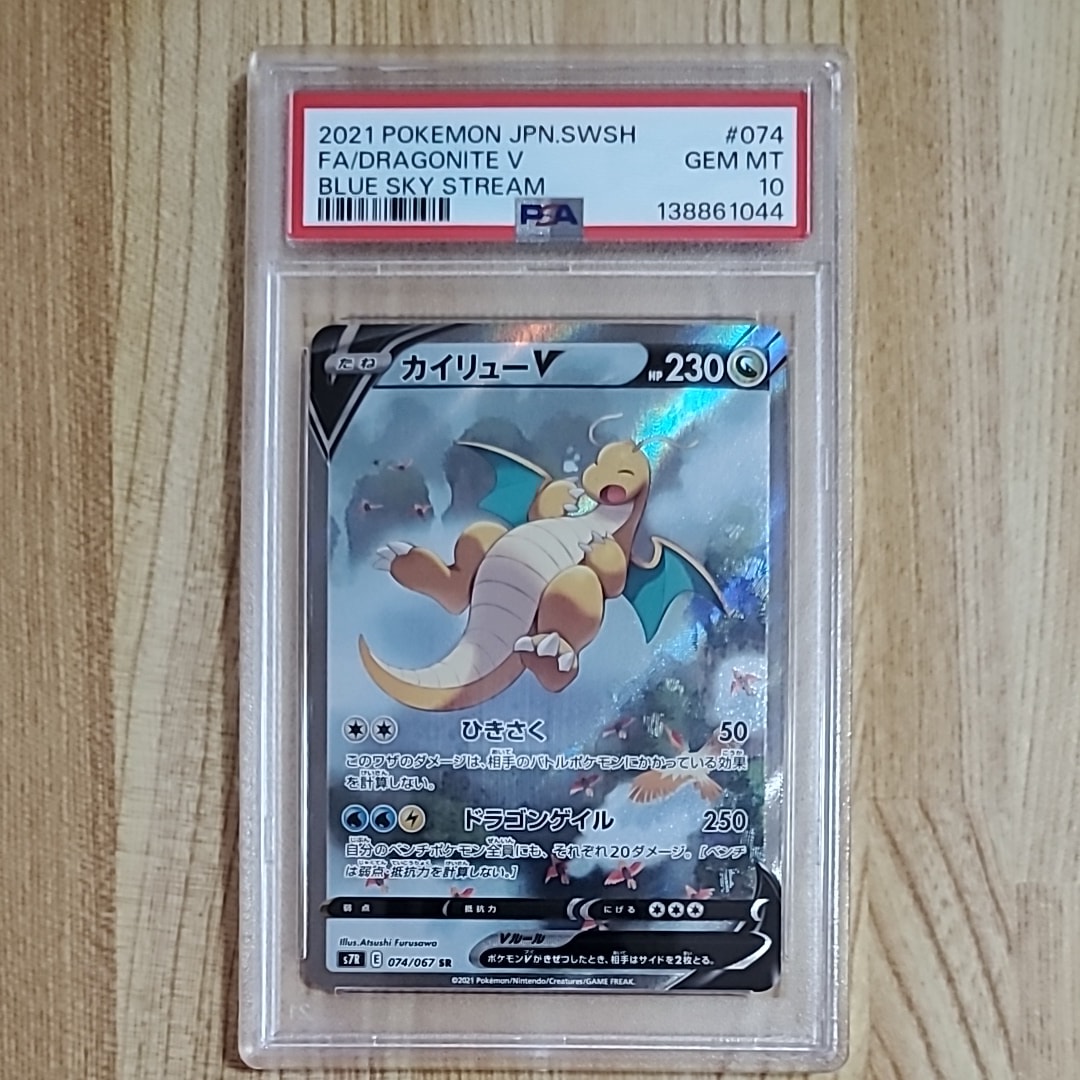 2021 POKEMON JPN.SWSH #074
FA/DRAGONITE V GEM MT
BLUE SKY STREAM 10
PSA 138861044
たね カイリューV HP 230
ひきさく 50
このワザのダメージは、相手のバトルポケモンにかかっている効果
を計算しない。
ドラゴンゲイル 250
自分のベンチポケモン全員にも、それぞれ20ダメージ。[ベンチ
は弱点・抵抗力を計算しない。]
弱点 抵抗力 にげる
Illus.Atsushi Furusawa
Vルール
s7R E 074/067 SR ポケモンVがきぜつしたとき、相手はサイドを2枚とる。
©2021 Pokémon/Nintendo/Creatures/GAME FREAK.